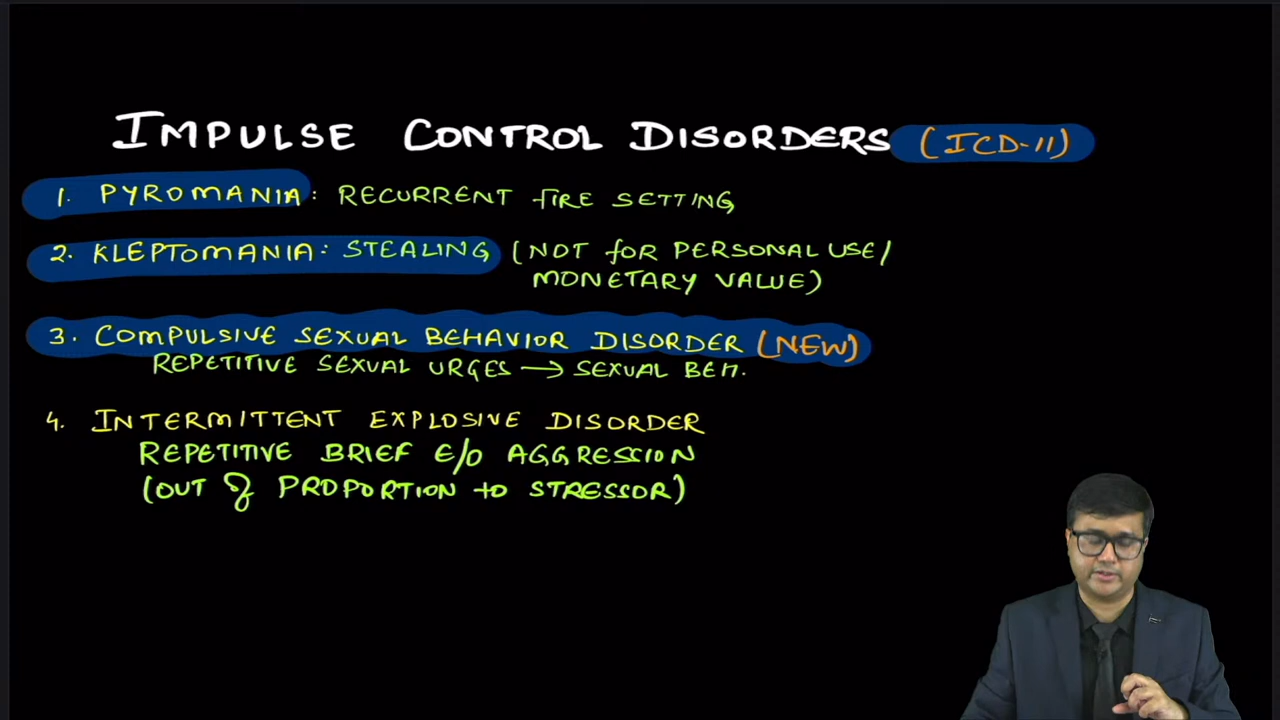 IMPULSE CONTROL DISORDERS (ICD-11)
1. PYROMANIA: RECURRENT FIRE SETTING
2. KLEPTOMANIA: STEALING (NOT FOR PERSONAL USE/
MONETARY VALUE)
3. COMPULSIVE SEXUAL BEHAVIOR DISORDER (NEW)
REPETITIVE SEXUAL URGES → SEXUAL BEH.
4. INTERMITTENT EXPLOSIVE DISORDER
REPETITIVE BRIEF E/O AGGRESSION
(OUT OF PROPORTION TO STRESSOR)